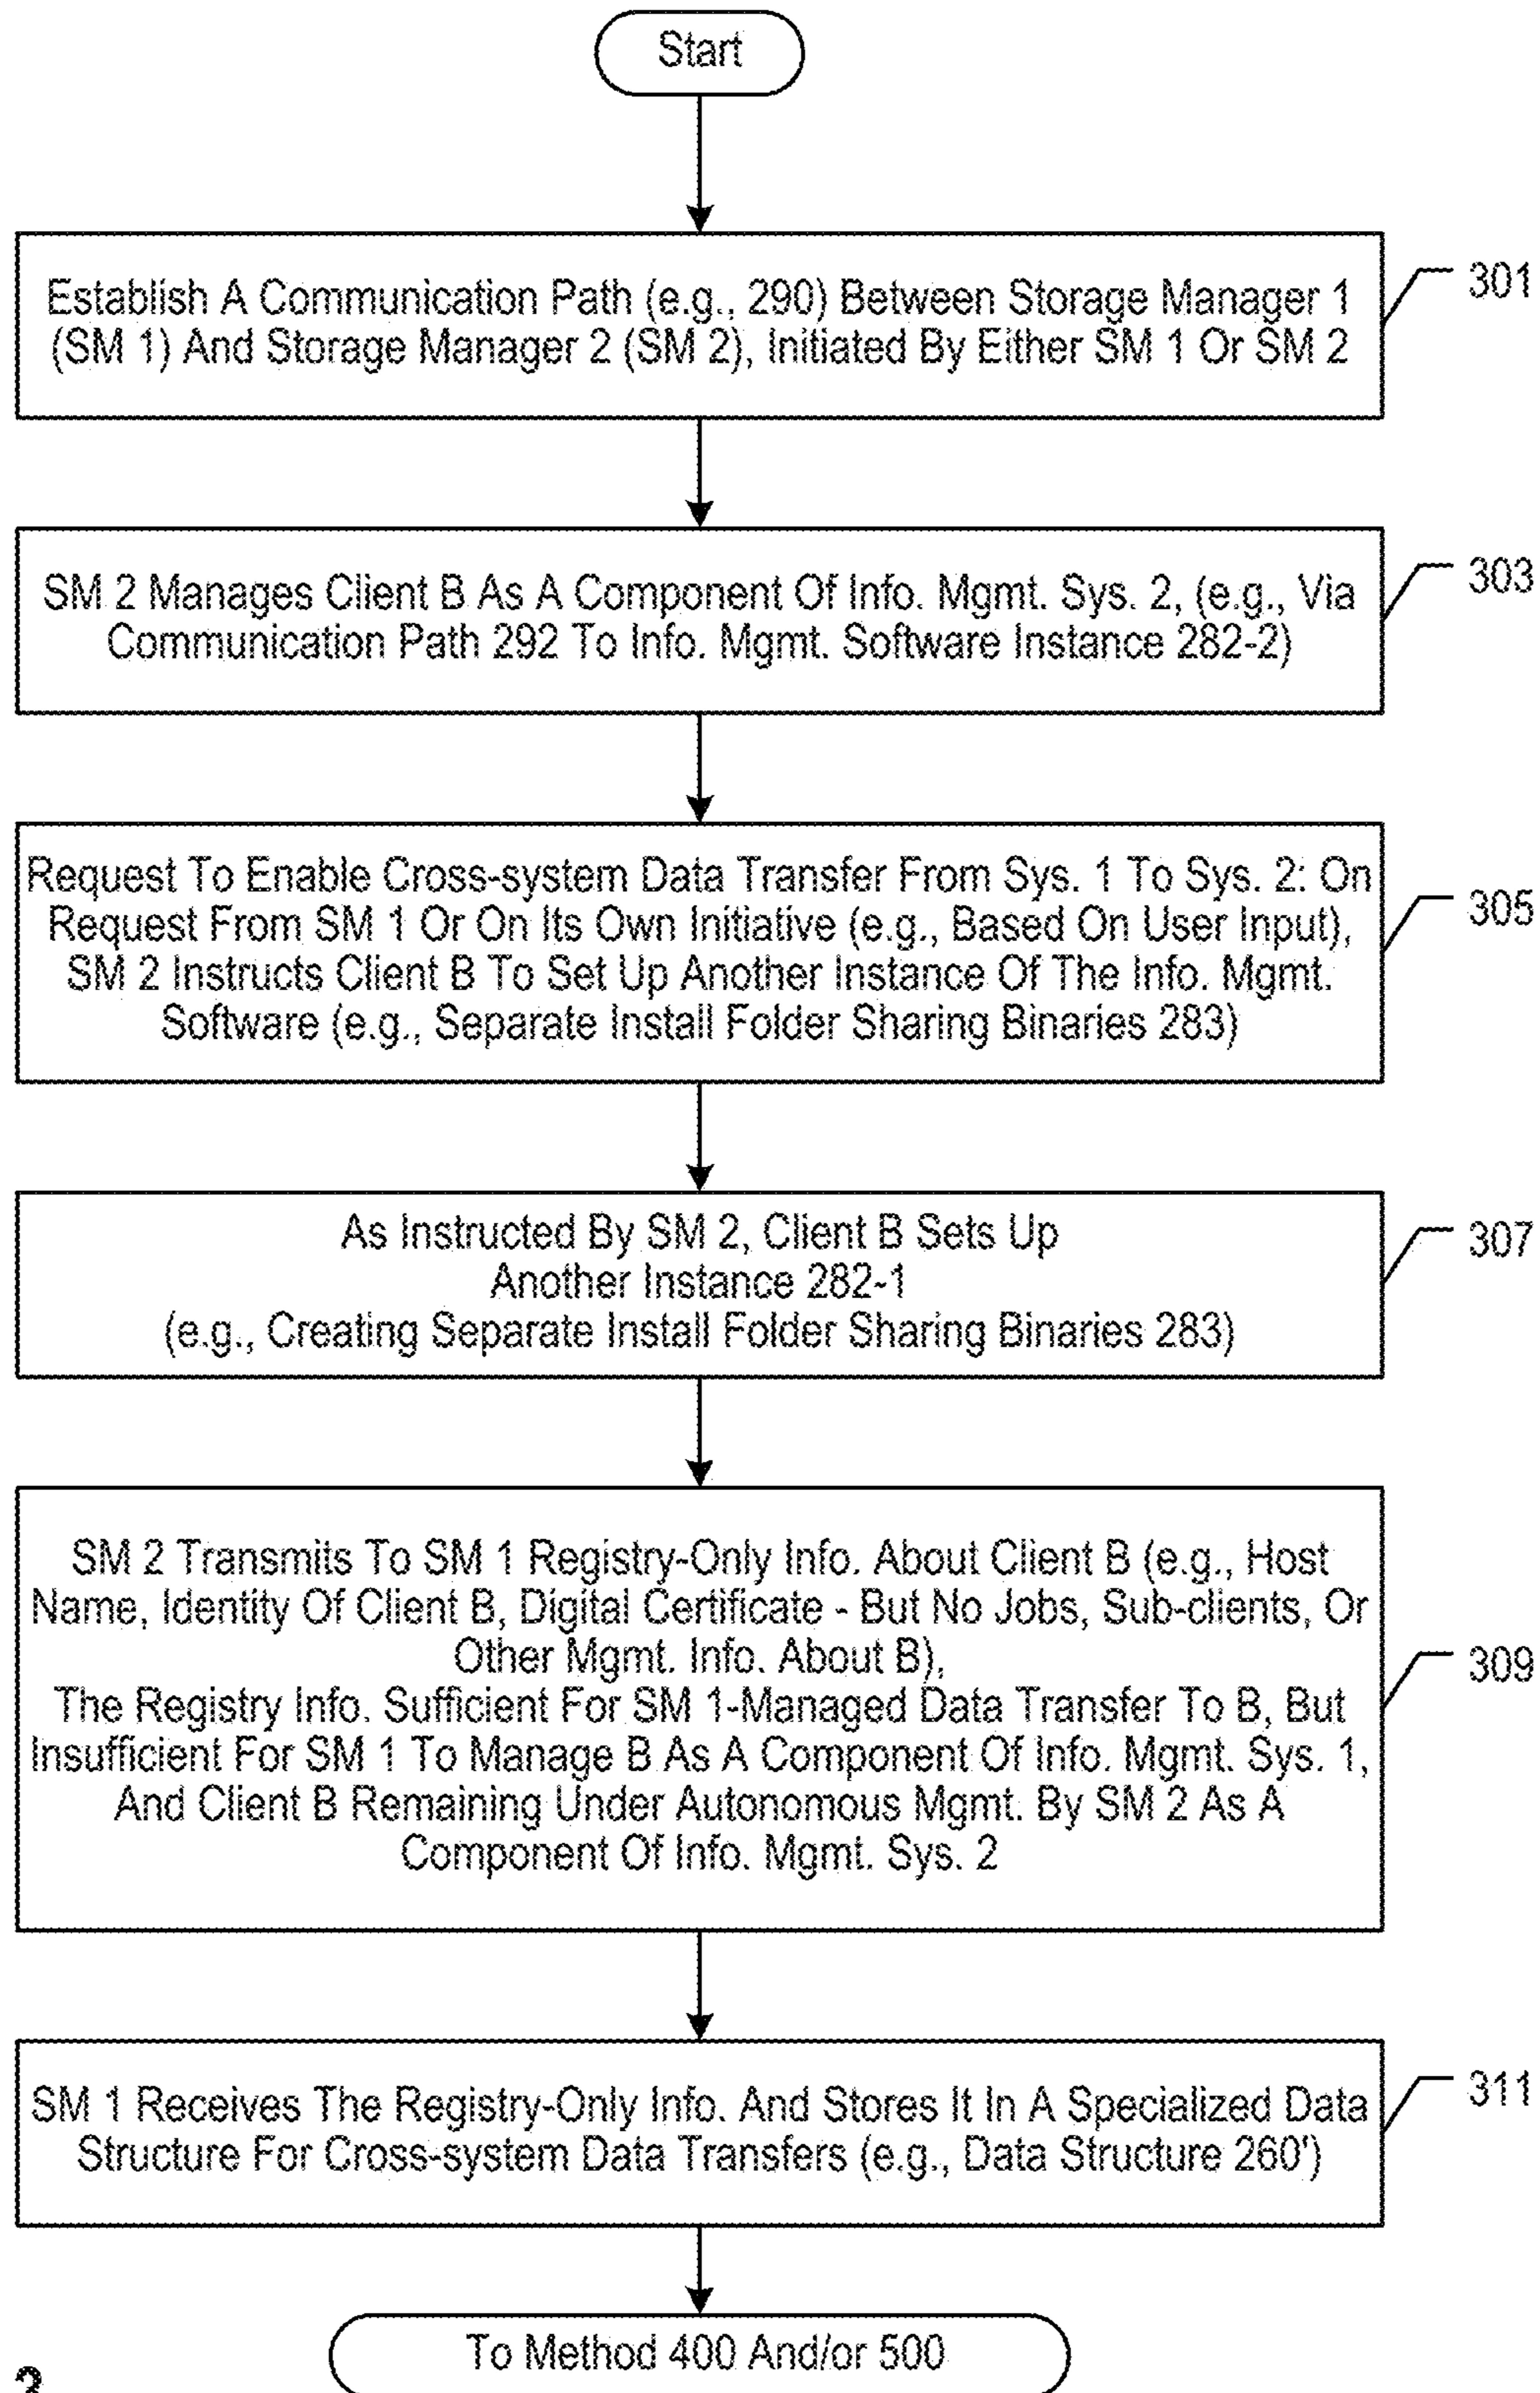 Start
Establish A Communication Path (e.g., 290) Between Storage Manager 1
(SM 1) And Storage Manager 2 (SM 2), Initiated By Either SM 1 Or SM 2
301
SM 2 Manages Client B As A Component Of Info. Mgmt. Sys. 2, (e.g., Via
Communication Path 292 To Info. Mgmt. Software Instance 282-2)
303
Request To Enable Cross-system Data Transfer From Sys. 1 To Sys. 2: On
Request From SM 1 Or On Its Own Initiative (e.g., Based On User Input),
SM 2 Instructs Client B To Set Up Another Instance Of The Info. Mgmt.
Software (e.g., Separate Install Folder Sharing Binaries 283)
305
As Instructed By SM 2, Client B Sets Up
Another Instance 282-1
(e.g., Creating Separate Install Folder Sharing Binaries 283)
307
SM 2 Transmits To SM 1 Registry-Only Info. About Client B (e.g., Host
Name, Identity Of Client B, Digital Certificate - But No Jobs, Sub-clients, Or
Other Mgmt. Info. About B),
The Registry Info. Sufficient For SM 1-Managed Data Transfer To B, But
Insufficient For SM 1 To Manage B As A Component Of Info. Mgmt. Sys. 1,
And Client B Remaining Under Autonomous Mgmt. By SM 2 As A
Component Of Info. Mgmt. Sys. 2
309
SM 1 Receives The Registry-Only Info. And Stores It In A Specialized Data
Structure For Cross-system Data Transfers (e.g., Data Structure 260')
311
To Method 400 And/or 500